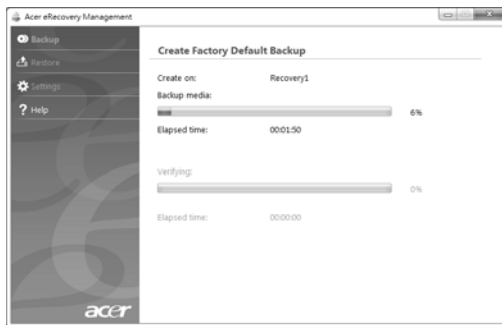 Acer eRecovery Management
Backup
Restore
Settings
? Help
Create Factory Default Backup
Create on: Recovery1
Backup media:
6%
Elapsed time: 00:01:50
Verifying:
0%
Elapsed time: 00:00:00
acer